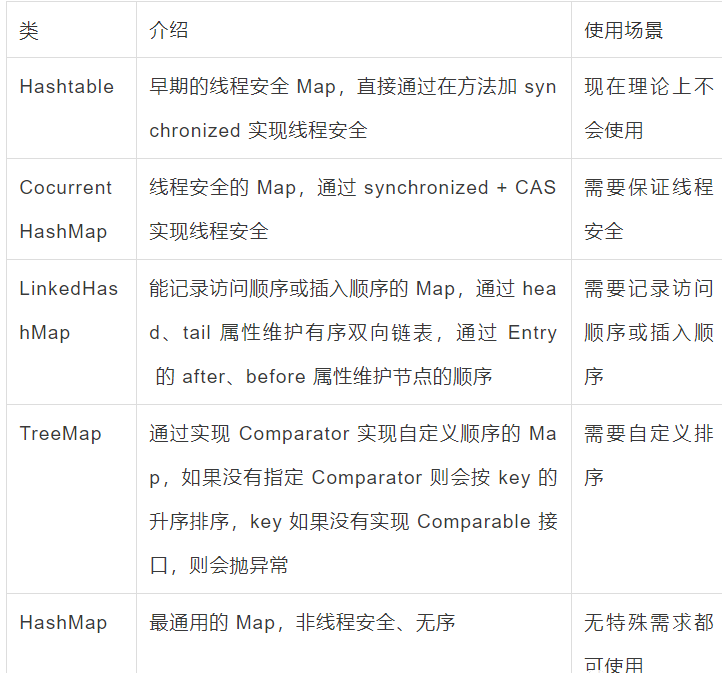 类 介绍 使用场景
Hashtable 早期的线程安全 Map，直接通过在方法加 syn 现在理论上不
chronized 实现线程安全 会使用
Cocurrent 线程安全的 Map，通过 synchronized + CAS 需要保证线程
HashMap 实现线程安全 安全
LinkedHas 能记录访问顺序或插入顺序的 Map，通过 hea 需要记录访问
hMap d、tail 属性维护有序双向链表，通过 Entry 顺序或插入顺
的 after、before 属性维护节点的顺序 序
TreeMap 通过实现 Comparator 实现自定义顺序的 Ma 需要自定义排
p，如果没有指定 Comparator 则会按 key 的 序
升序排序，key 如果没有实现 Comparable 接
口，则会抛异常
HashMap 最通用的 Map，非线程安全、无序 无特殊需求都
可使用